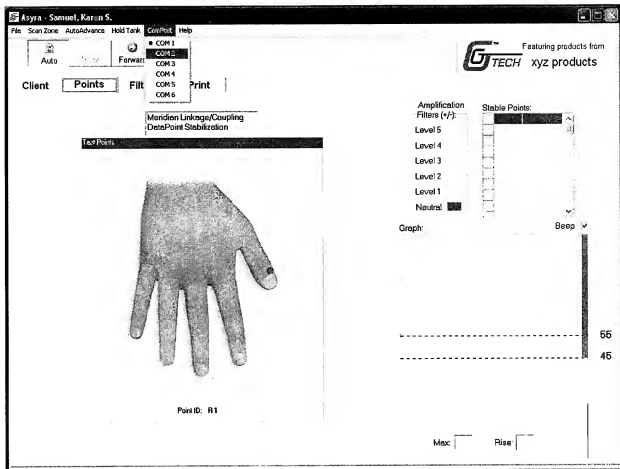 Asyra - Samuel, Karen S.
File Scan Zone AutoAdvance Hold Tank ComPort Help
Auto
Forward
COM 1
COM 2
COM 3
COM 4
COM 5
COM 6
Client Points Filt Print
Meridian Linkage/Coupling
DataPoint Stabilization
Test Points
Point ID: R1
GTECH
Featuring products from
xyz products
Amplification
Filters (+/-):
Level 5
Level 4
Level 3
Level 2
Level 1
Neutral
Stable Points:
Graph:
Beep
55
45
Max:
Rise: